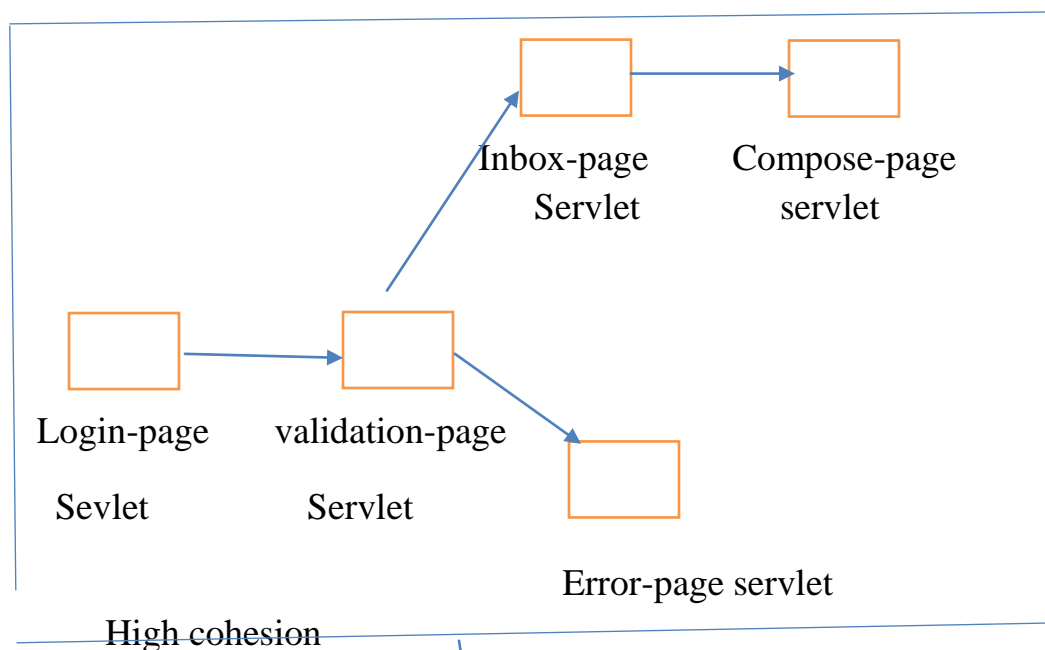 Inbox-page Compose-page
Servlet servlet
Login-page validation-page
Sevlet Servlet
Error-page servlet
High cohesion